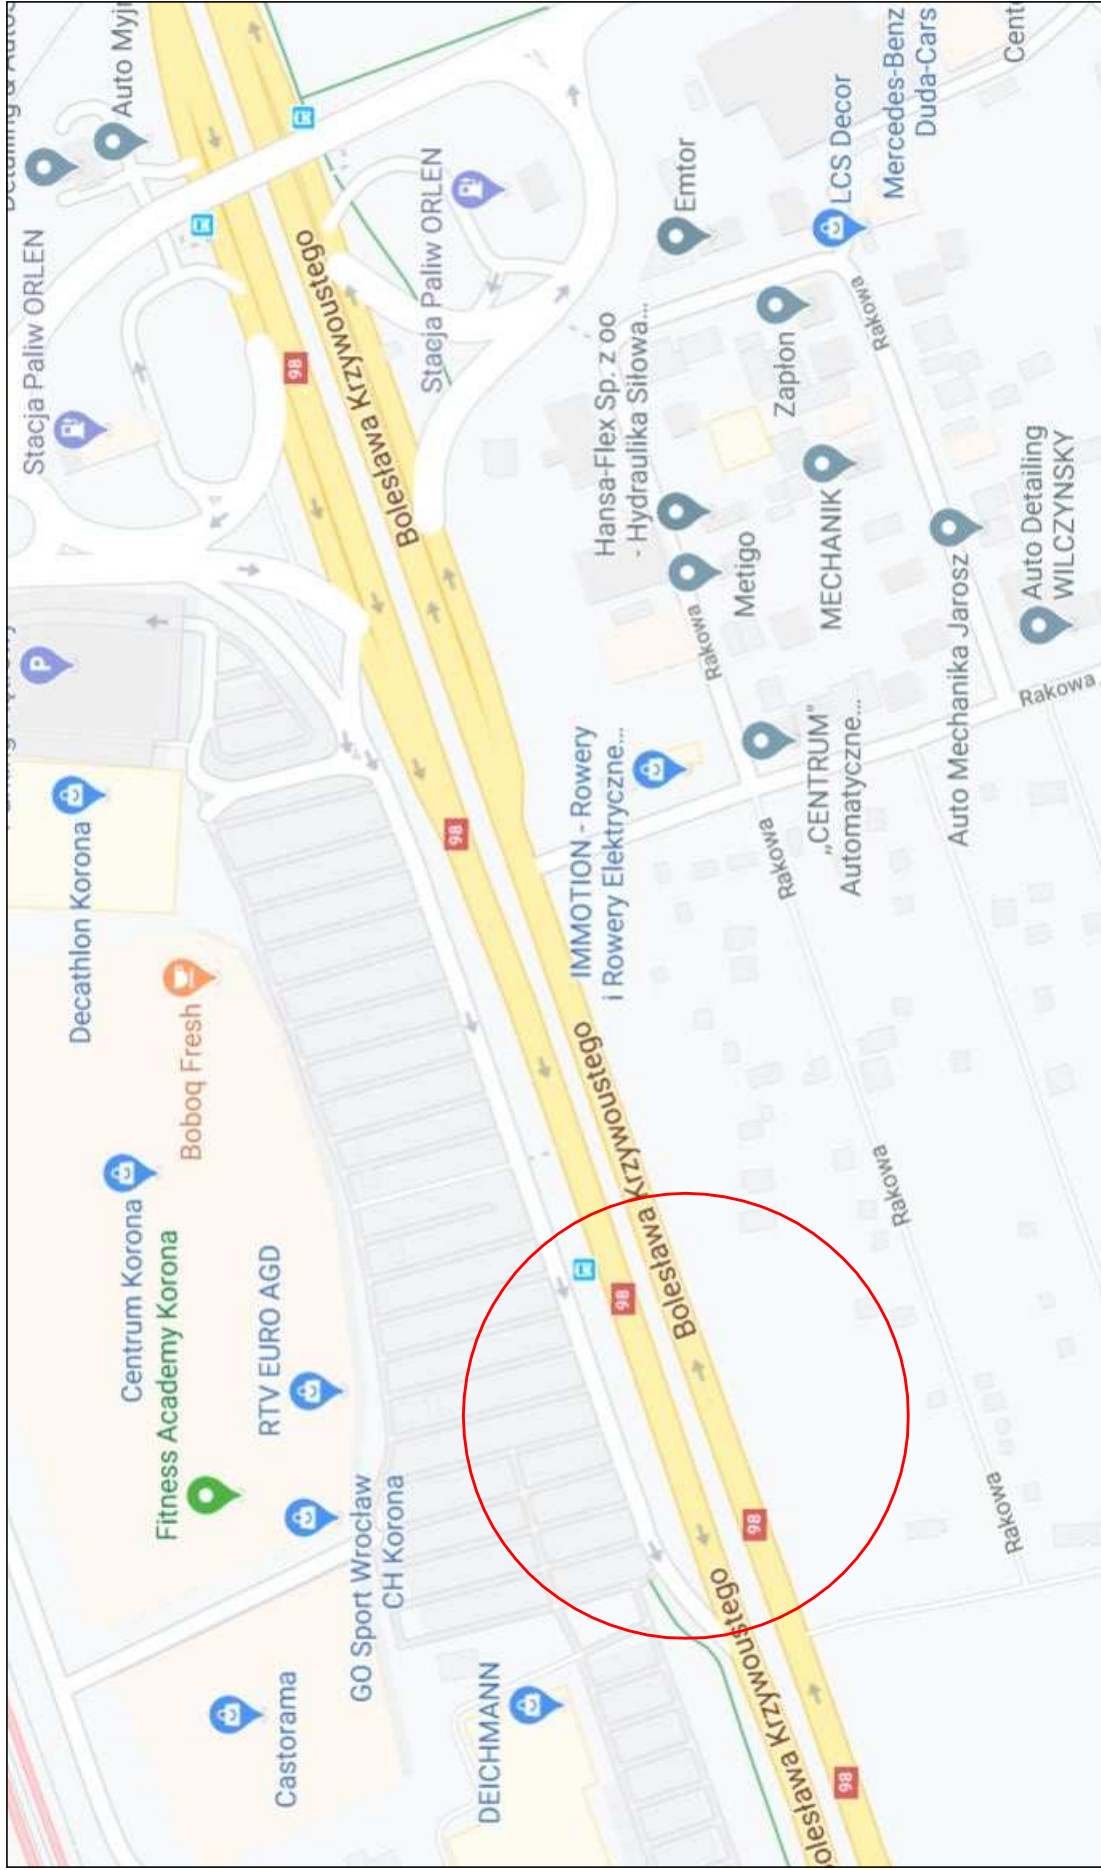 Stacja Paliw ORLEN
Auto Myj
P
Decathlon Korona
Centrum Korona
Fitness Academy Korona
Boboq Fresh
RTV EURO AGD
Castorama
GO Sport Wrocław
CH Korona
DEICHMANN
98
Bolesława Krzywoustego
Stacja Paliw ORLEN
98
Bolesława Krzywoustego
98
Bolesława Krzywoustego
98
olesława Krzywoustego
98
IMMOTION - Rowery
i Rowery Elektryczne...
Hansa-Flex Sp. z oo
- Hydraulika Siłowa...
Emtor
Rakowa
Metigo
Zapłon
LCS Decor
MECHANIK
„CENTRUM"
Automatyczne...
Rakowa
Rakowa
Mercedes-Benz
Duda-Cars
Rakowa
Auto Mechanika Jarosz
Rakowa
Auto Detailing
WILCZYNSKY
Rakowa
Cent